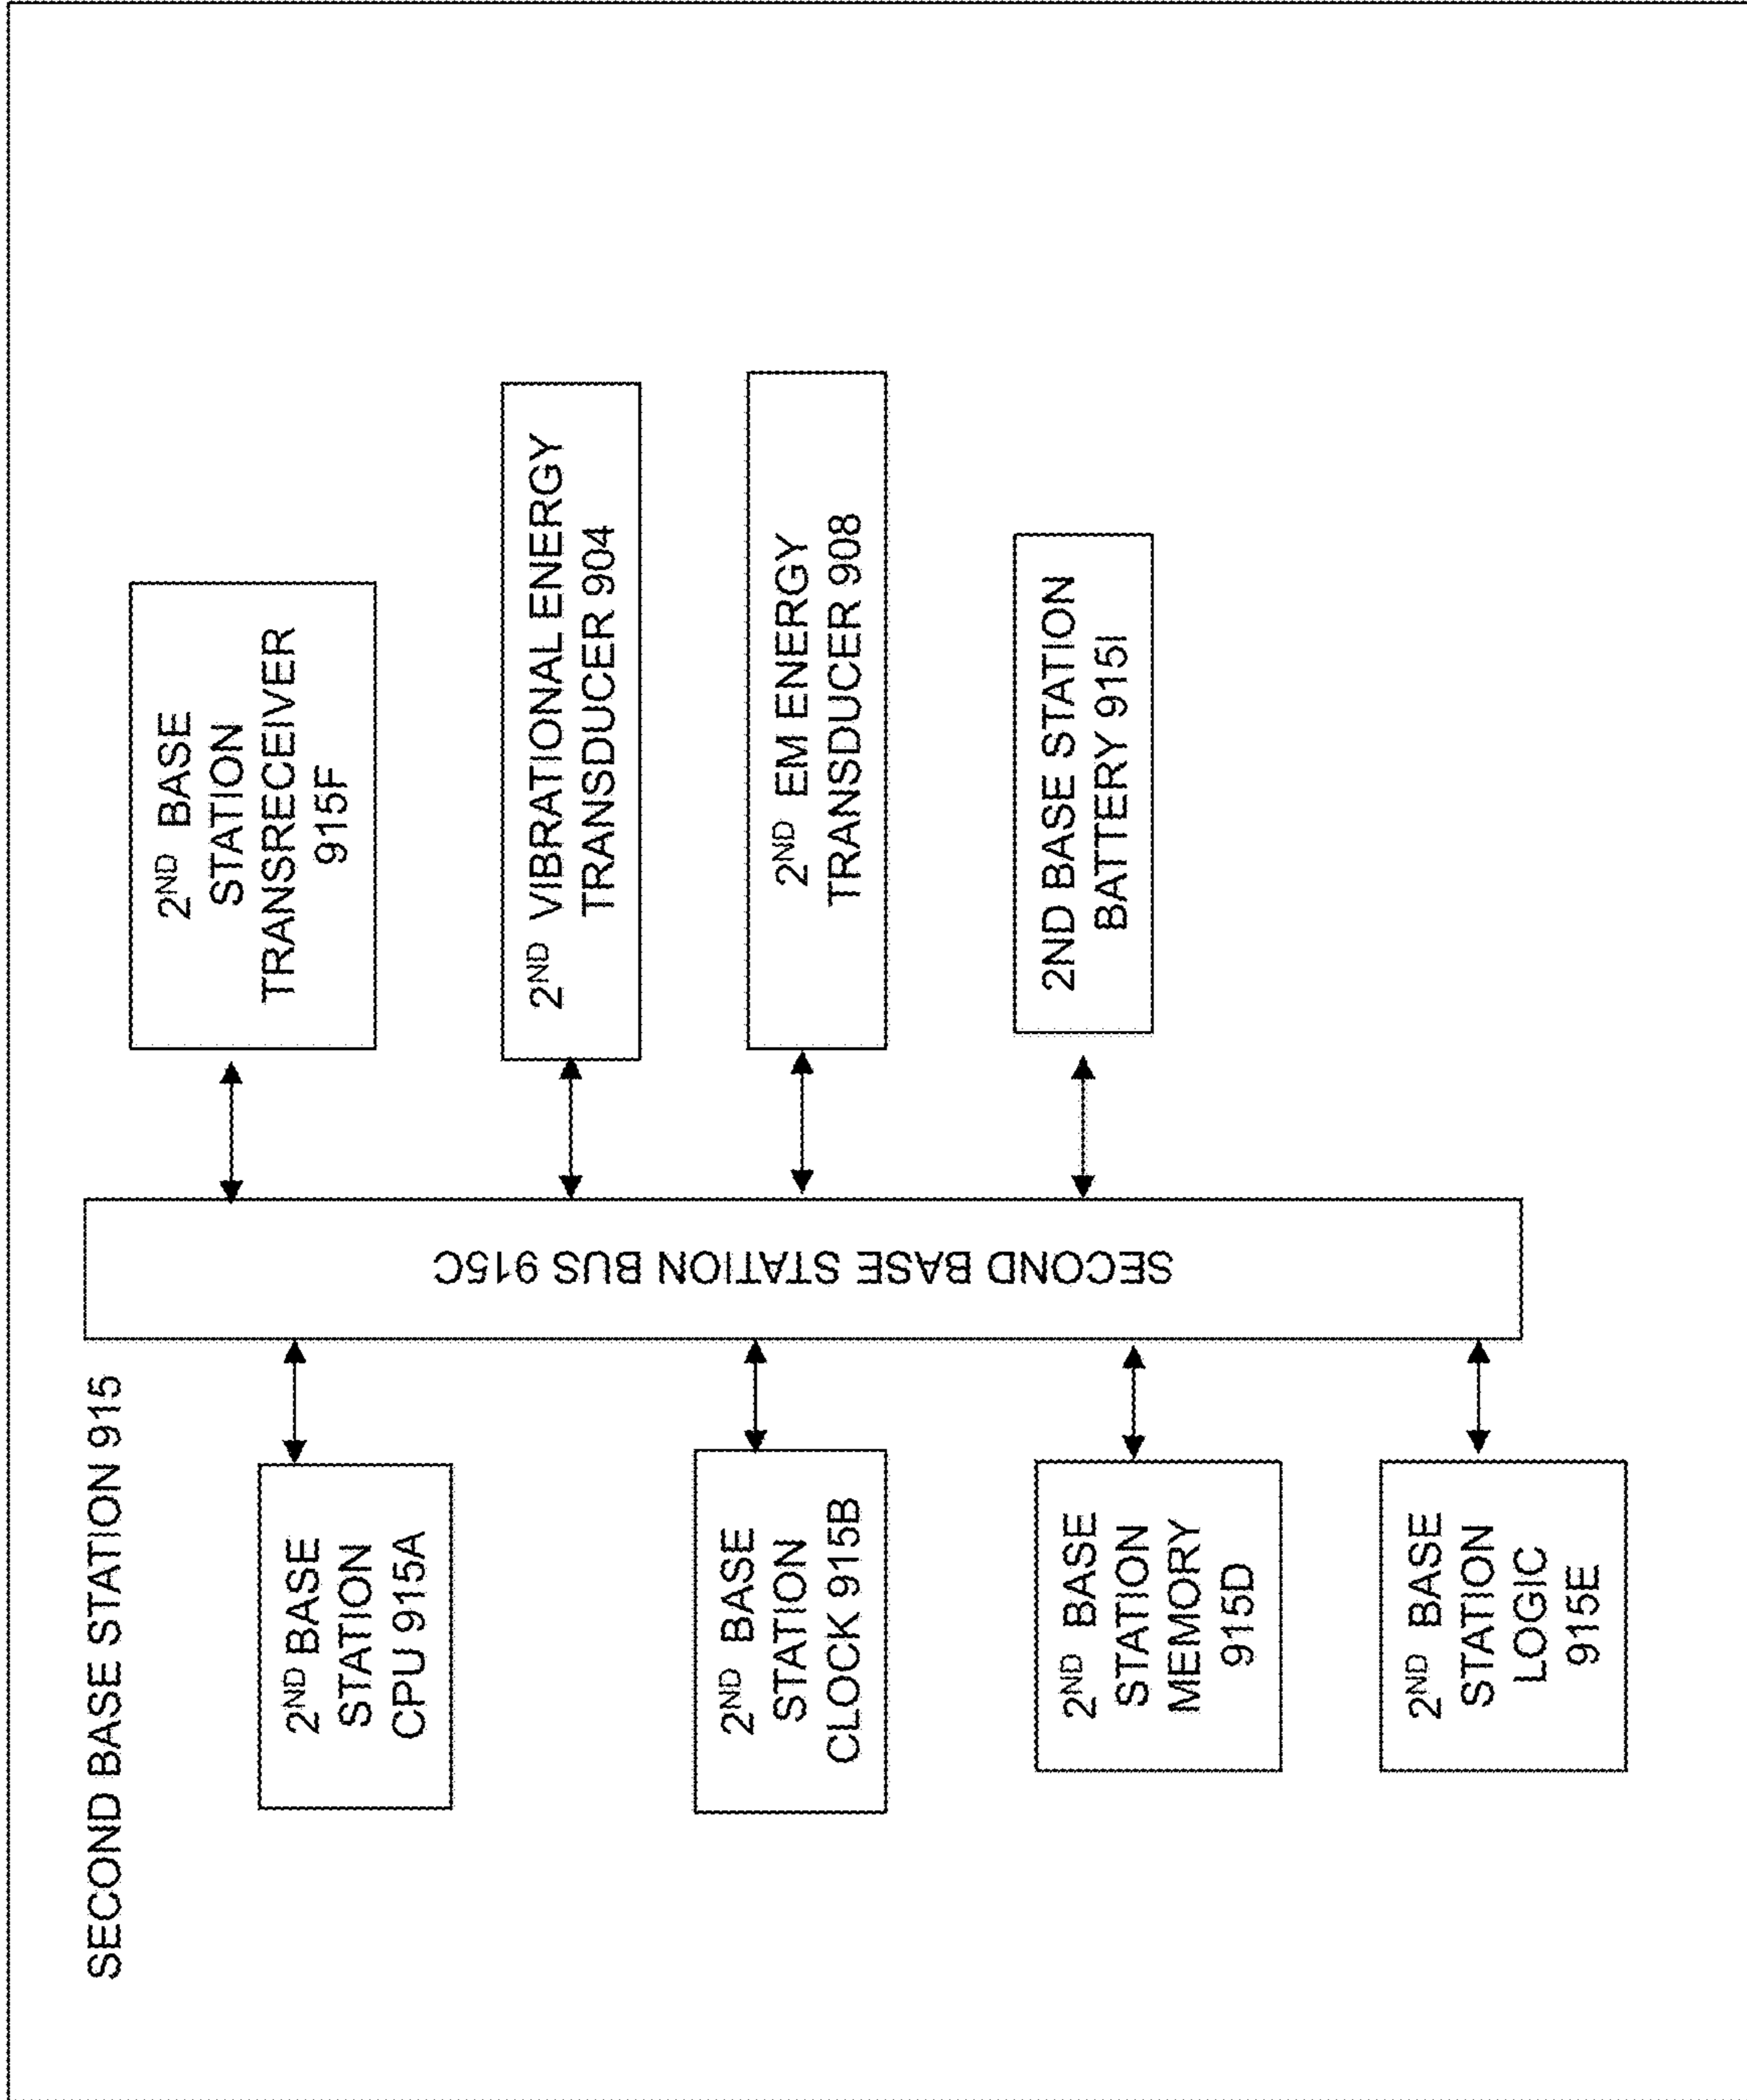 SECOND BASE STATION 915
2ND BASE
STATION
CPU 915A
2ND BASE
STATION
CLOCK 915B
2ND BASE
STATION
MEMORY
915D
2ND BASE
STATION
LOGIC
915E
SECOND BASE STATION BUS 915C
2ND BASE
STATION
TRANSRECEIVER
915F
2ND VIBRATIONAL ENERGY
TRANSDUCER 904
2ND EM ENERGY
TRANSDUCER 908
2ND BASE STATION
BATTERY 915I